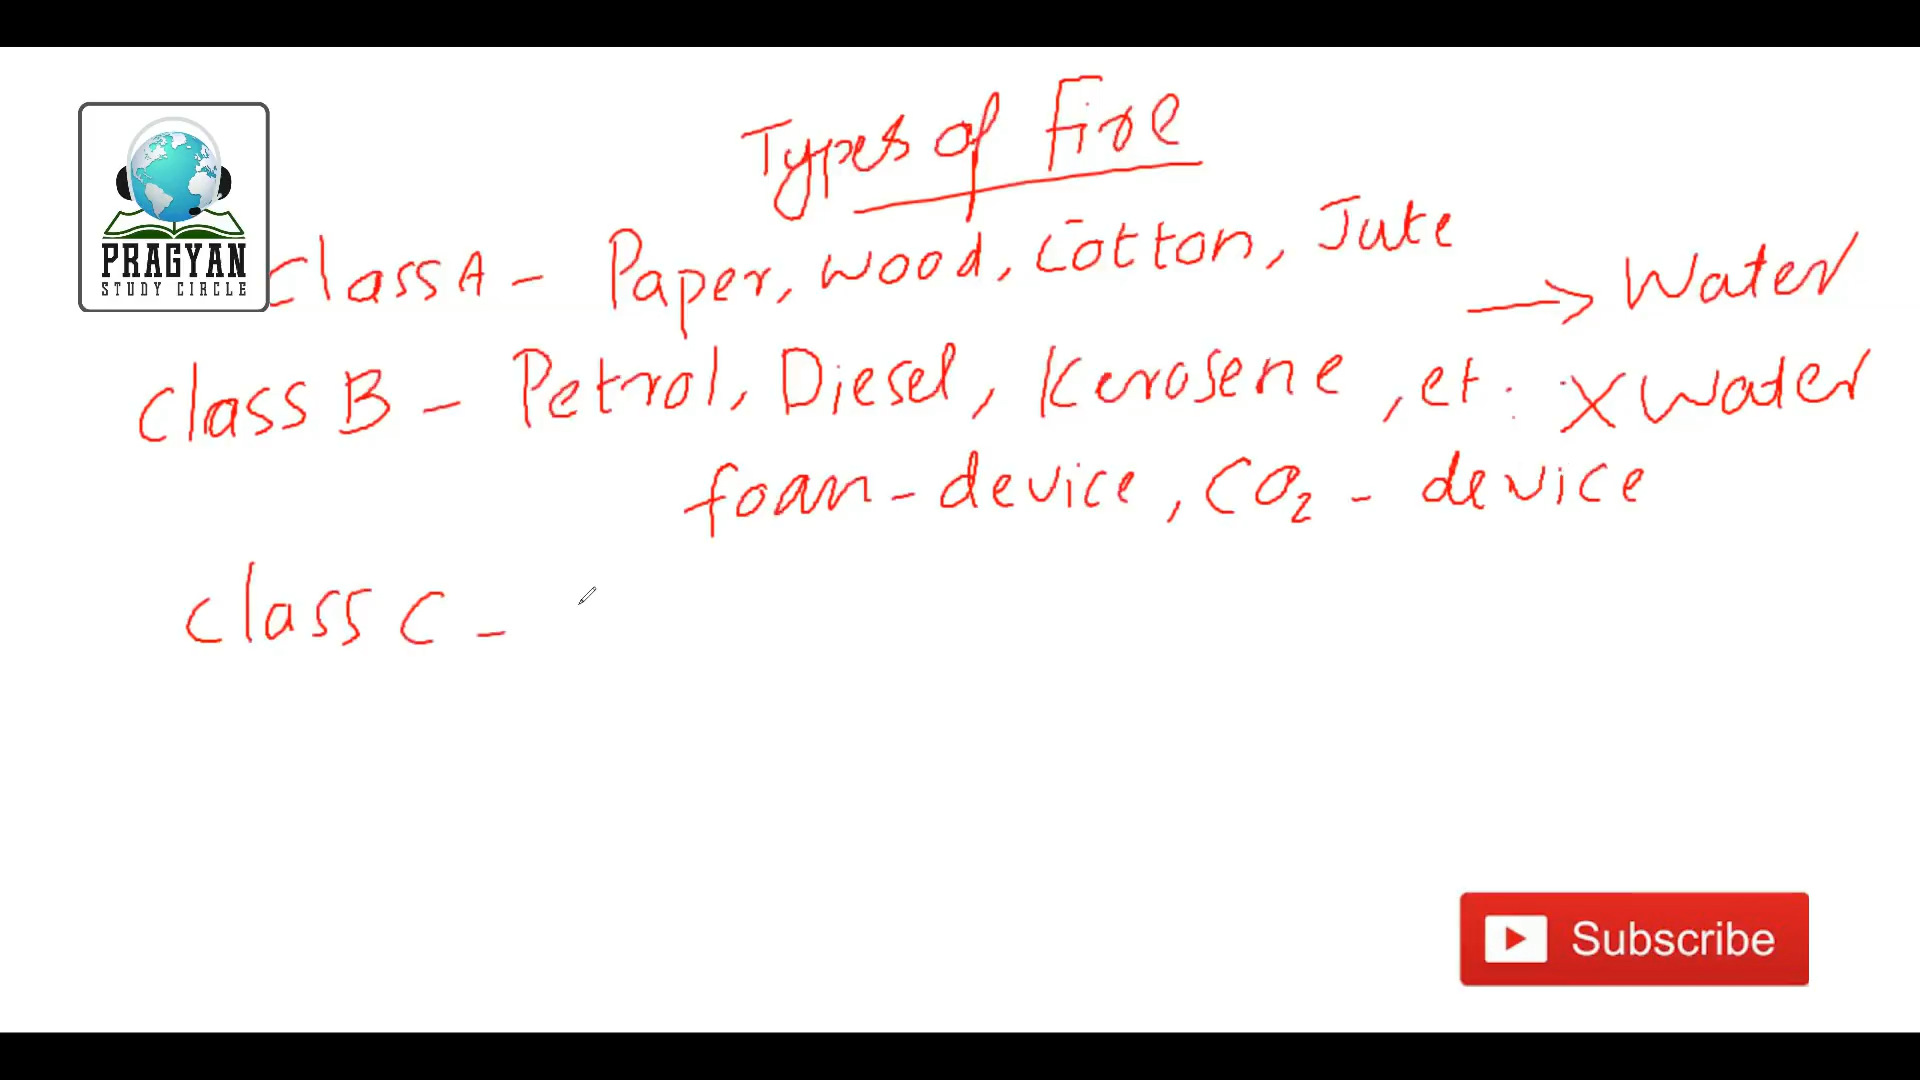 Types of Fire
PRAGYAN
STUDY CIRCLE
class A - Paper, wood, cotton, Jute → Water
class B - Petrol, Diesel, Kerosene, et. X Water
foam - device, CO₂ - device
class C -
Subscribe